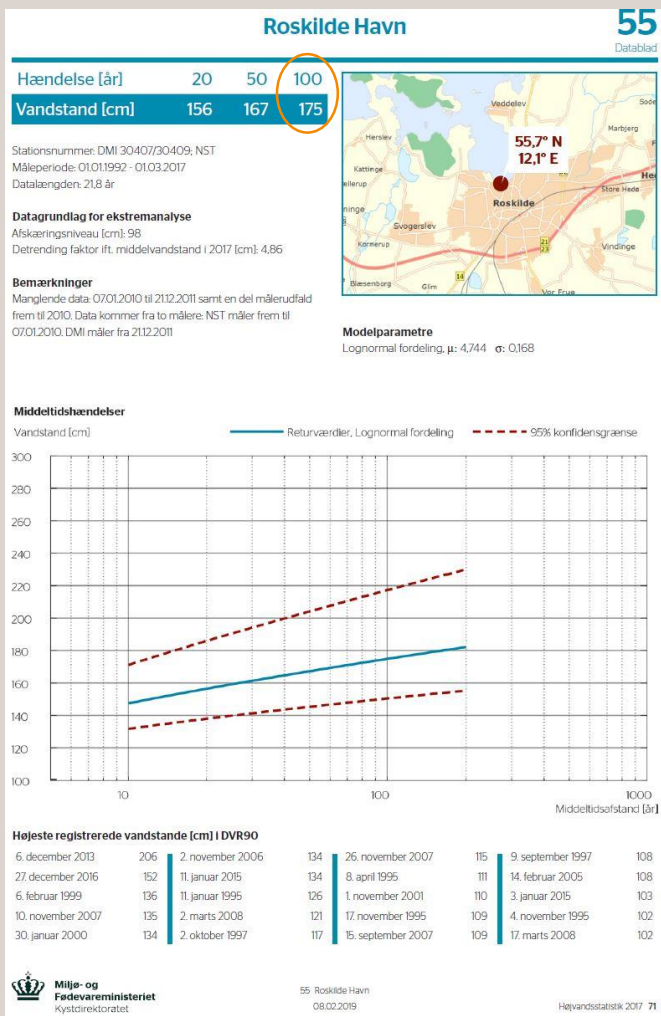 Roskilde Havn
55
Datablad
Hændelse [år] 20 50 100
Vandstand [cm] 156 167 175
Stationsnummer: DMI 30407/30409; NST
Måleperiode: 01.01.1992 - 01.03.2017
Datalængden: 21,8 år
Datagrundlag for ekstremanalyse
Afskæringsniveau [cm]: 98
Detrending faktor ift. middelvandstand i 2017 [cm]: 4,86
Bemærkninger
Manglende data: 07.01.2010 til 21.12.2011 samt en del målerudfald
frem til 2010. Data kommer fra to målere: NST måler frem til
07.01.2010. DMI måler fra 21.12.2011
Veddelev
Marbjerg
Herslev
55,7° N
12,1° E
Kattinge
Store Hede
Roskilde
Svogerslev
Kornerup
21
23
Vindinge
14
Blæsenborg
Glim
Vor Frue
Modelparametre
Lognormal fordeling, μ: 4,744 σ: 0,168
Middeltidshændelser
Vandstand [cm]
Returværdier, Lognormal fordeling
95% konfidensgrænse
300
280
260
240
220
200
180
160
140
120
100
10 100 1000
Middeltidsafstand [år]
Højeste registrerede vandstande [cm] i DVR90
6. december 2013 206 2. november 2006 134 26. november 2007 115 9. september 1997 108
27. december 2016 152 11. januar 2015 134 8. april 1995 111 14. februar 2005 108
6. februar 1999 136 11. januar 1995 126 1. november 2001 110 3. januar 2015 103
10. november 2007 135 2. marts 2008 121 17. november 1995 109 4. november 1995 102
30. januar 2000 134 2. oktober 1997 117 15. september 2007 109 17. marts 2008 102
Miljø- og
Fødevareministeriet
Kystdirektoratet
55 Roskilde Havn
08.02.2019
Højvandsstatistik 2017 71